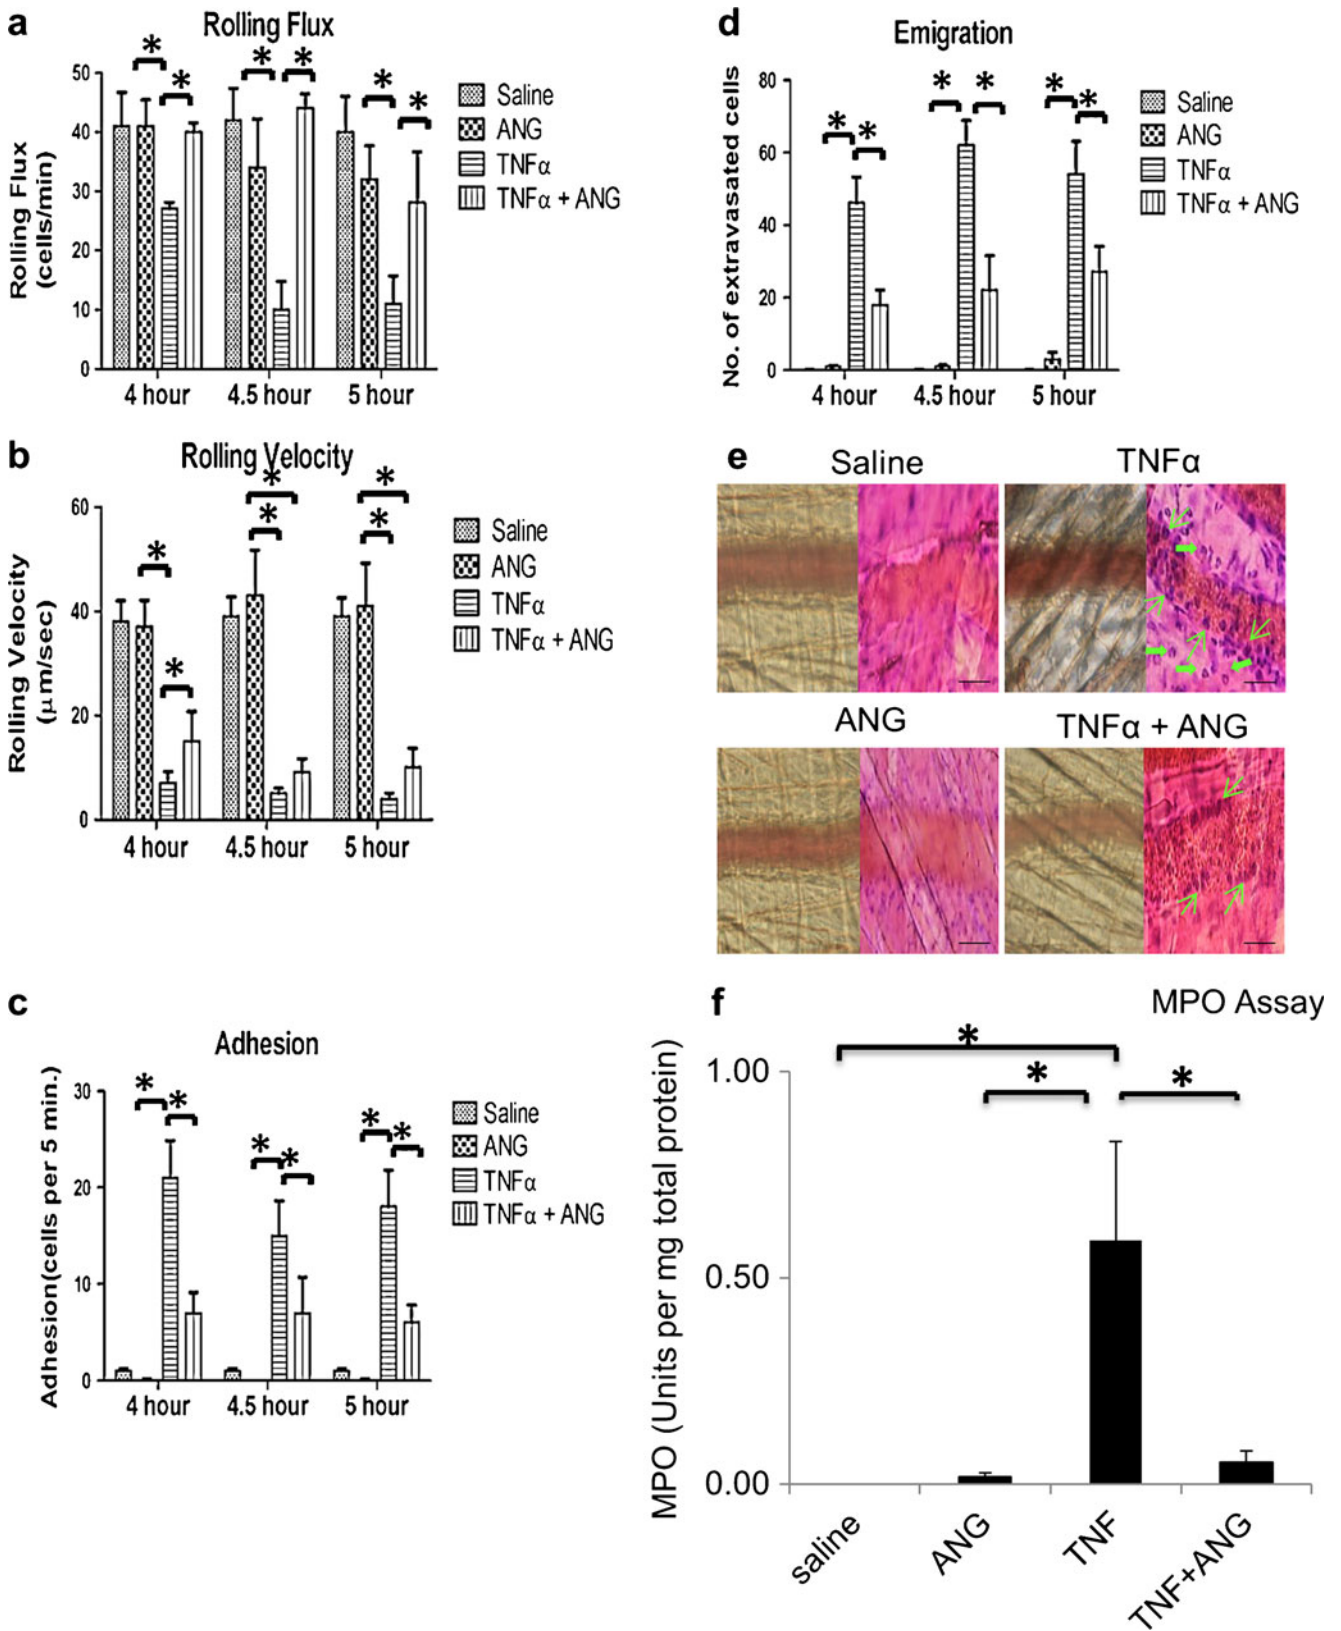 a
Rolling Flux
* * * * * *
Rolling Flux
(cells/min)
50
40
30
20
10
0
4 hour 4.5 hour 5 hour
Saline
ANG
TNFα
TNFα + ANG
b
Rolling Velocity
* * * * * *
Rolling Velocity
(μ m/sec)
60
40
20
0
4 hour 4.5 hour 5 hour
Saline
ANG
TNFα
TNFα + ANG
c
Adhesion
* * * * * *
Adhesion(cells per 5 min.)
30
20
10
0
4 hour 4.5 hour 5 hour
Saline
ANG
TNFα
TNFα + ANG
d
Emigration
* * * * * *
No. of extravasated cells
80
60
40
20
0
4 hour 4.5 hour 5 hour
Saline
ANG
TNFα
TNFα + ANG
e
Saline TNFα
ANG TNFα + ANG
f
MPO Assay
* * *
MPO (Units per mg total protein)
1.00
0.50
0.00
saline ANG TNF TNF+ANG